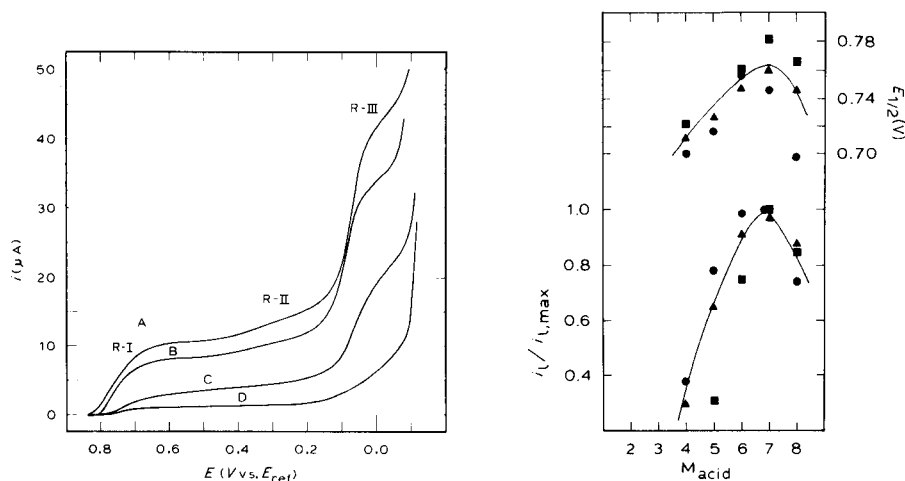 50
40
30
20
10
0
i (μA)
R-III
R-II
R-I
A
B
C
D
0.8 0.6 0.4 0.2 0.0
E (V vs. E_ref)
0.78
0.74
0.70
E_1/2 (V)
1.0
0.8
0.6
0.4
i_l / i_l,max
2 3 4 5 6 7 8
M_acid